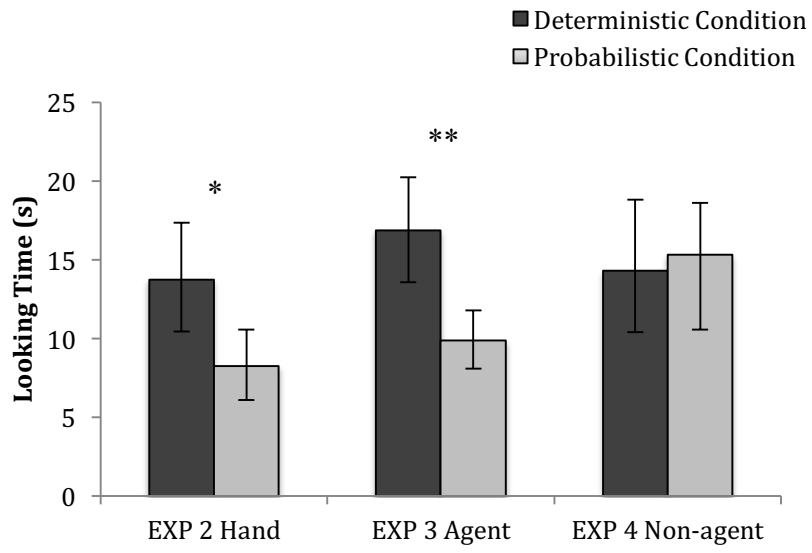 Deterministic Condition
Probabilistic Condition
25
20
15
10
5
0
Looking Time (s)
*
**
EXP 2 Hand
EXP 3 Agent
EXP 4 Non-agent